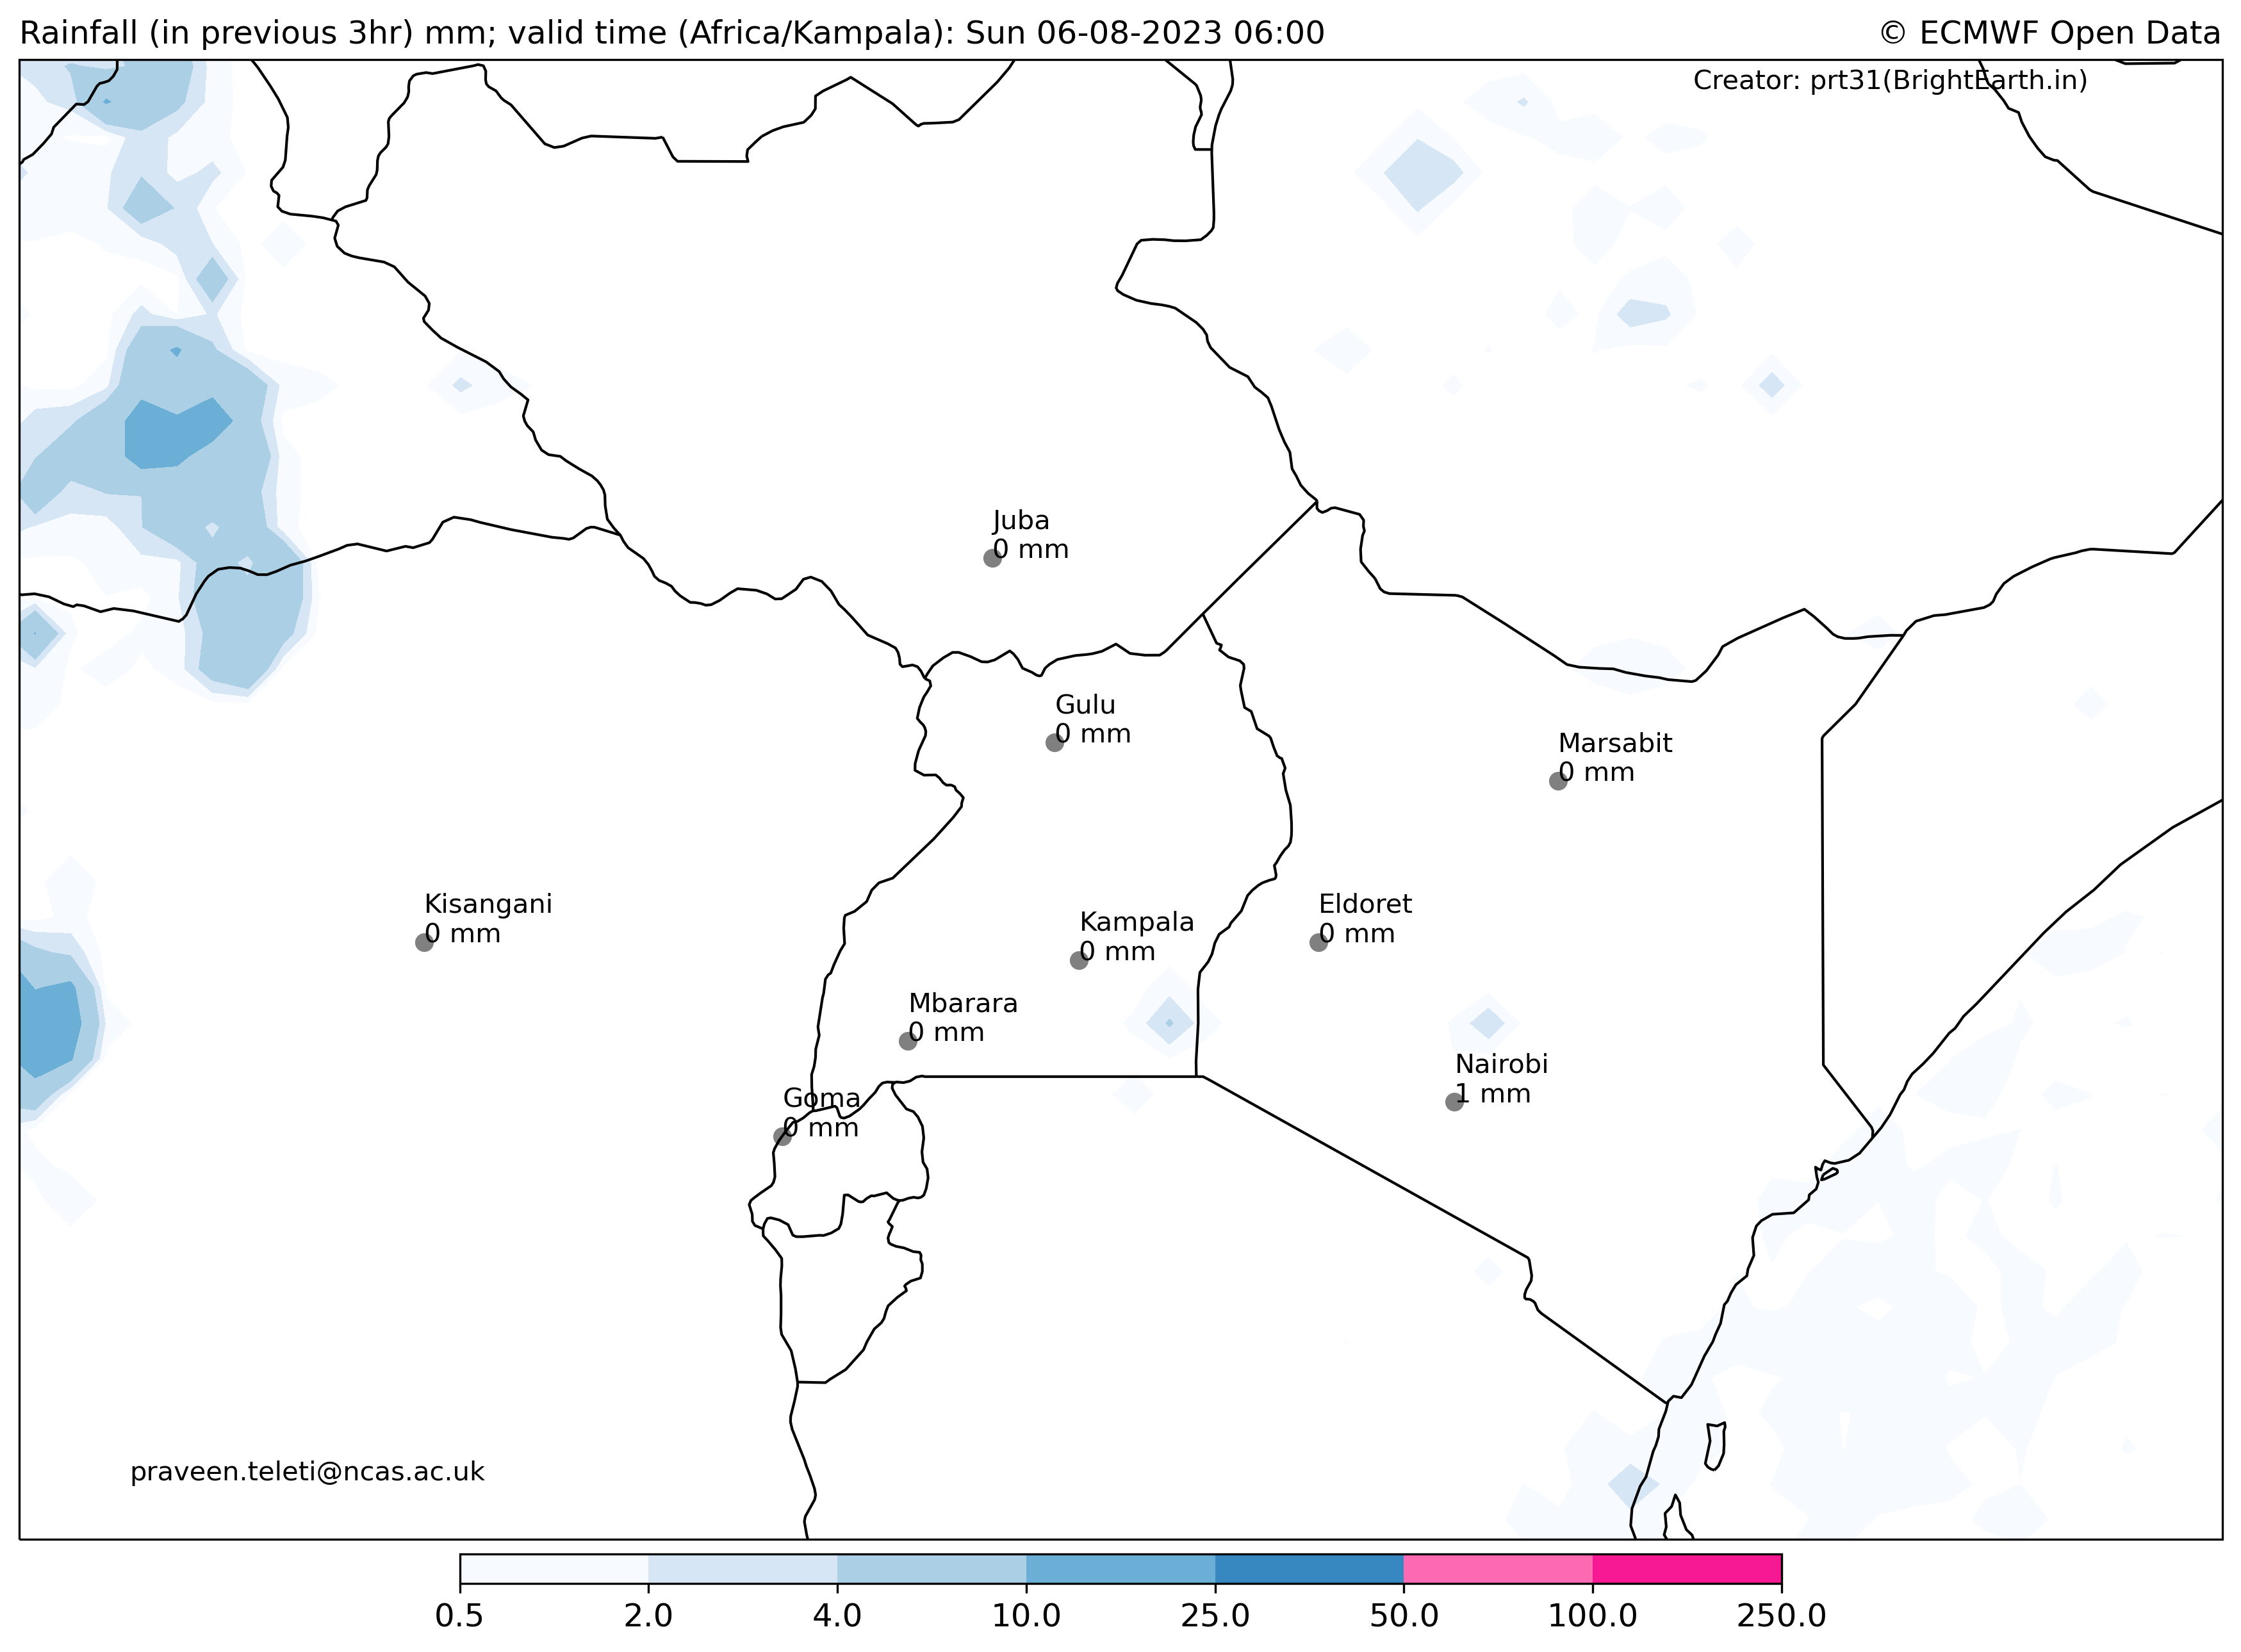 Rainfall (in previous 3hr) mm; valid time (Africa/Kampala): Sun 06-08-2023 06:00
© ECMWF Open Data
Creator: prt31(BrightEarth.in)
Juba
0 mm
Gulu
0 mm
Marsabit
0 mm
Kisangani
0 mm
Kampala
0 mm
Eldoret
0 mm
Mbarara
0 mm
Nairobi
1 mm
Goma
0 mm
praveen.teleti@ncas.ac.uk
0.5 2.0 4.0 10.0 25.0 50.0 100.0 250.0